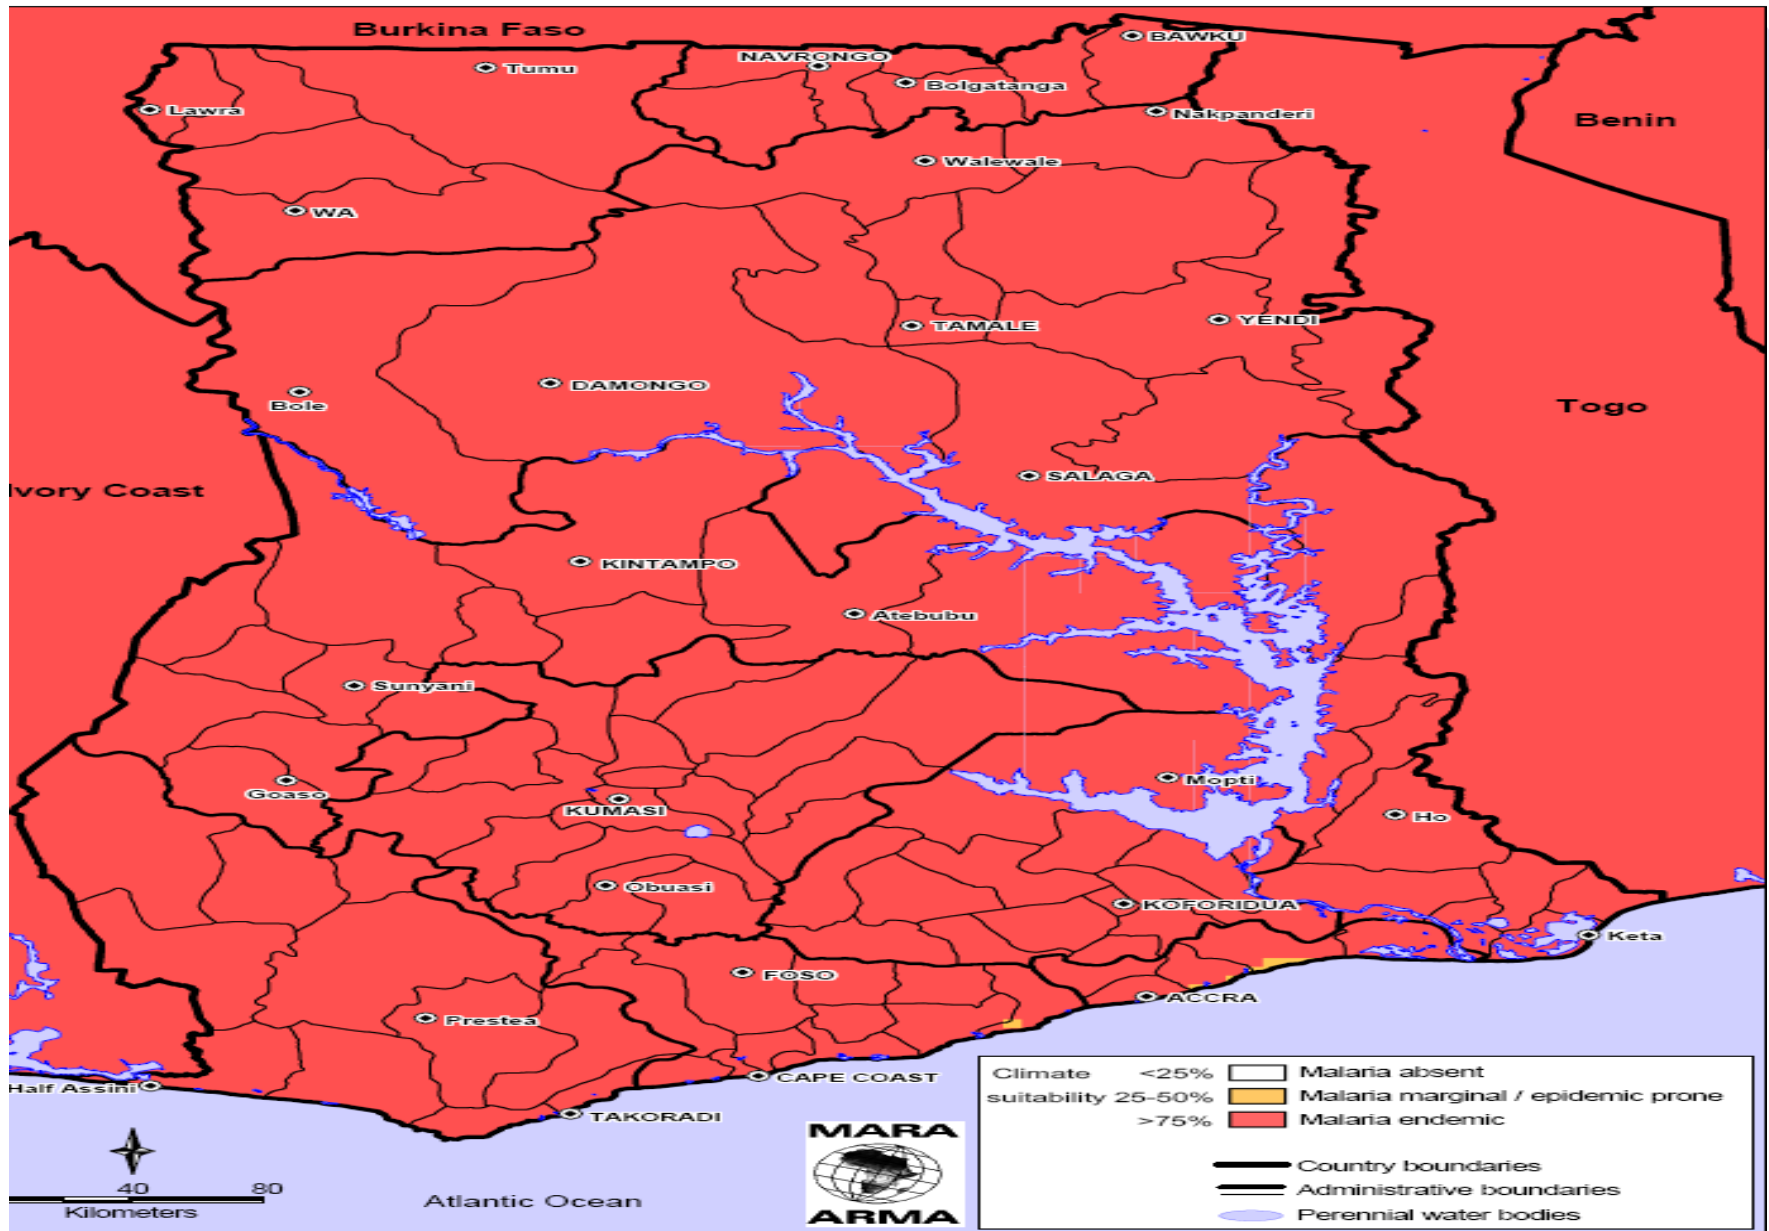 Burkina Faso
BAWKU
NAVRONGO
Tumu
Bolgatanga
Lawra
Nakpanderi
Benin
Walewale
WA
TAMALE
YENDI
DAMONGO
Bole
Togo
Ivory Coast
SALAGA
KINTAMPO
Atebubu
Sunyani
Mopti
Goaso
KUMASI
Ho
Obuasi
KOFORIDUA
Keta
FOSO
ACCRA
Prestea
CAPE COAST
Half Assini
TAKORADI
Climate <25% Malaria absent
suitability 25-50% Malaria marginal / epidemic prone
>75% Malaria endemic
Country boundaries
Administrative boundaries
Perennial water bodies
MARA
ARMA
40 80
Kilometers
Atlantic Ocean